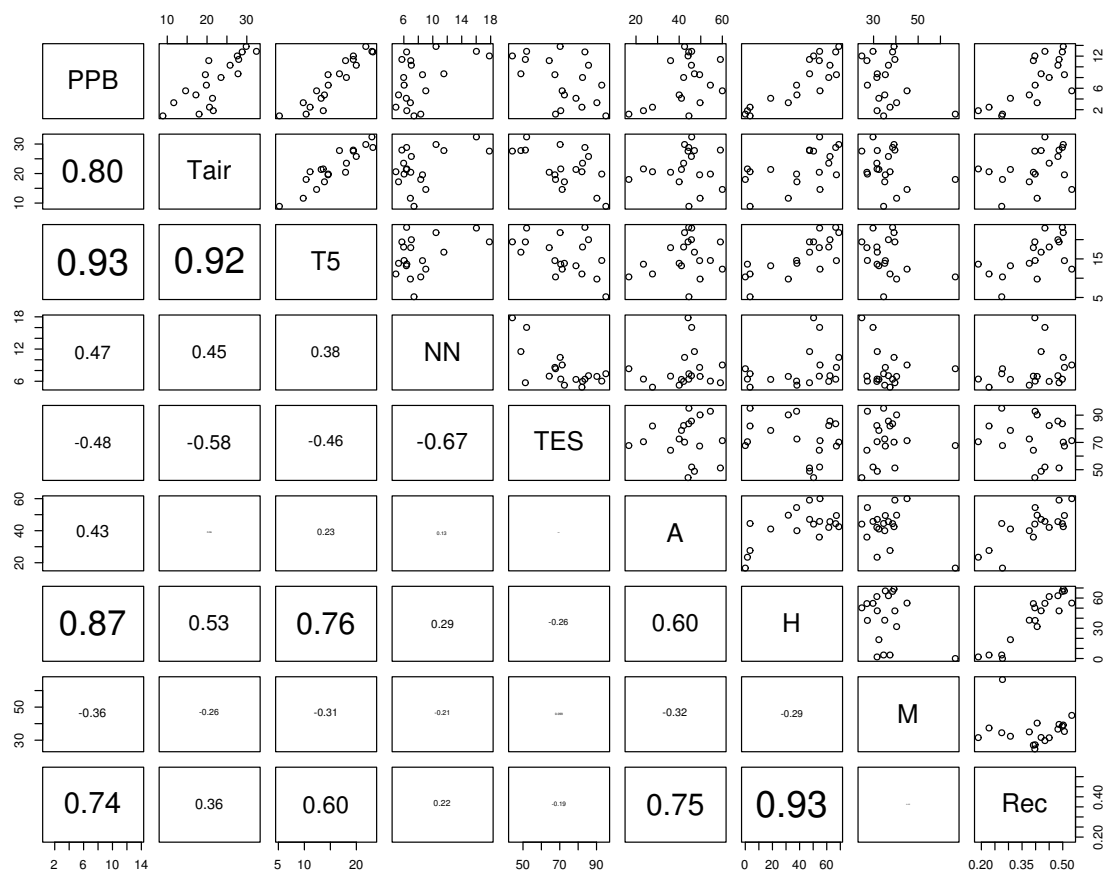 10 20 30 6 10 14 18 20 40 60 30 50
PPB 2 6 8 12
10 20 30 0.80 Tair
0.93 0.92 T5 5 15
6 12 18 0.47 0.45 0.38 NN
-0.48 -0.58 -0.46 -0.67 TES 50 70 90
20 40 60 0.43 0.23 0.13 A
0.87 0.53 0.76 0.29 -0.26 0.60 H 0 30 60
30 50 -0.36 -0.26 -0.31 -0.21 -0.32 -0.29 M
0.74 0.36 0.60 0.22 -0.19 0.75 0.93 Rec 0.20 0.40
2 6 10 14 5 10 20 50 70 90 0 20 40 60 0.20 0.35 0.50